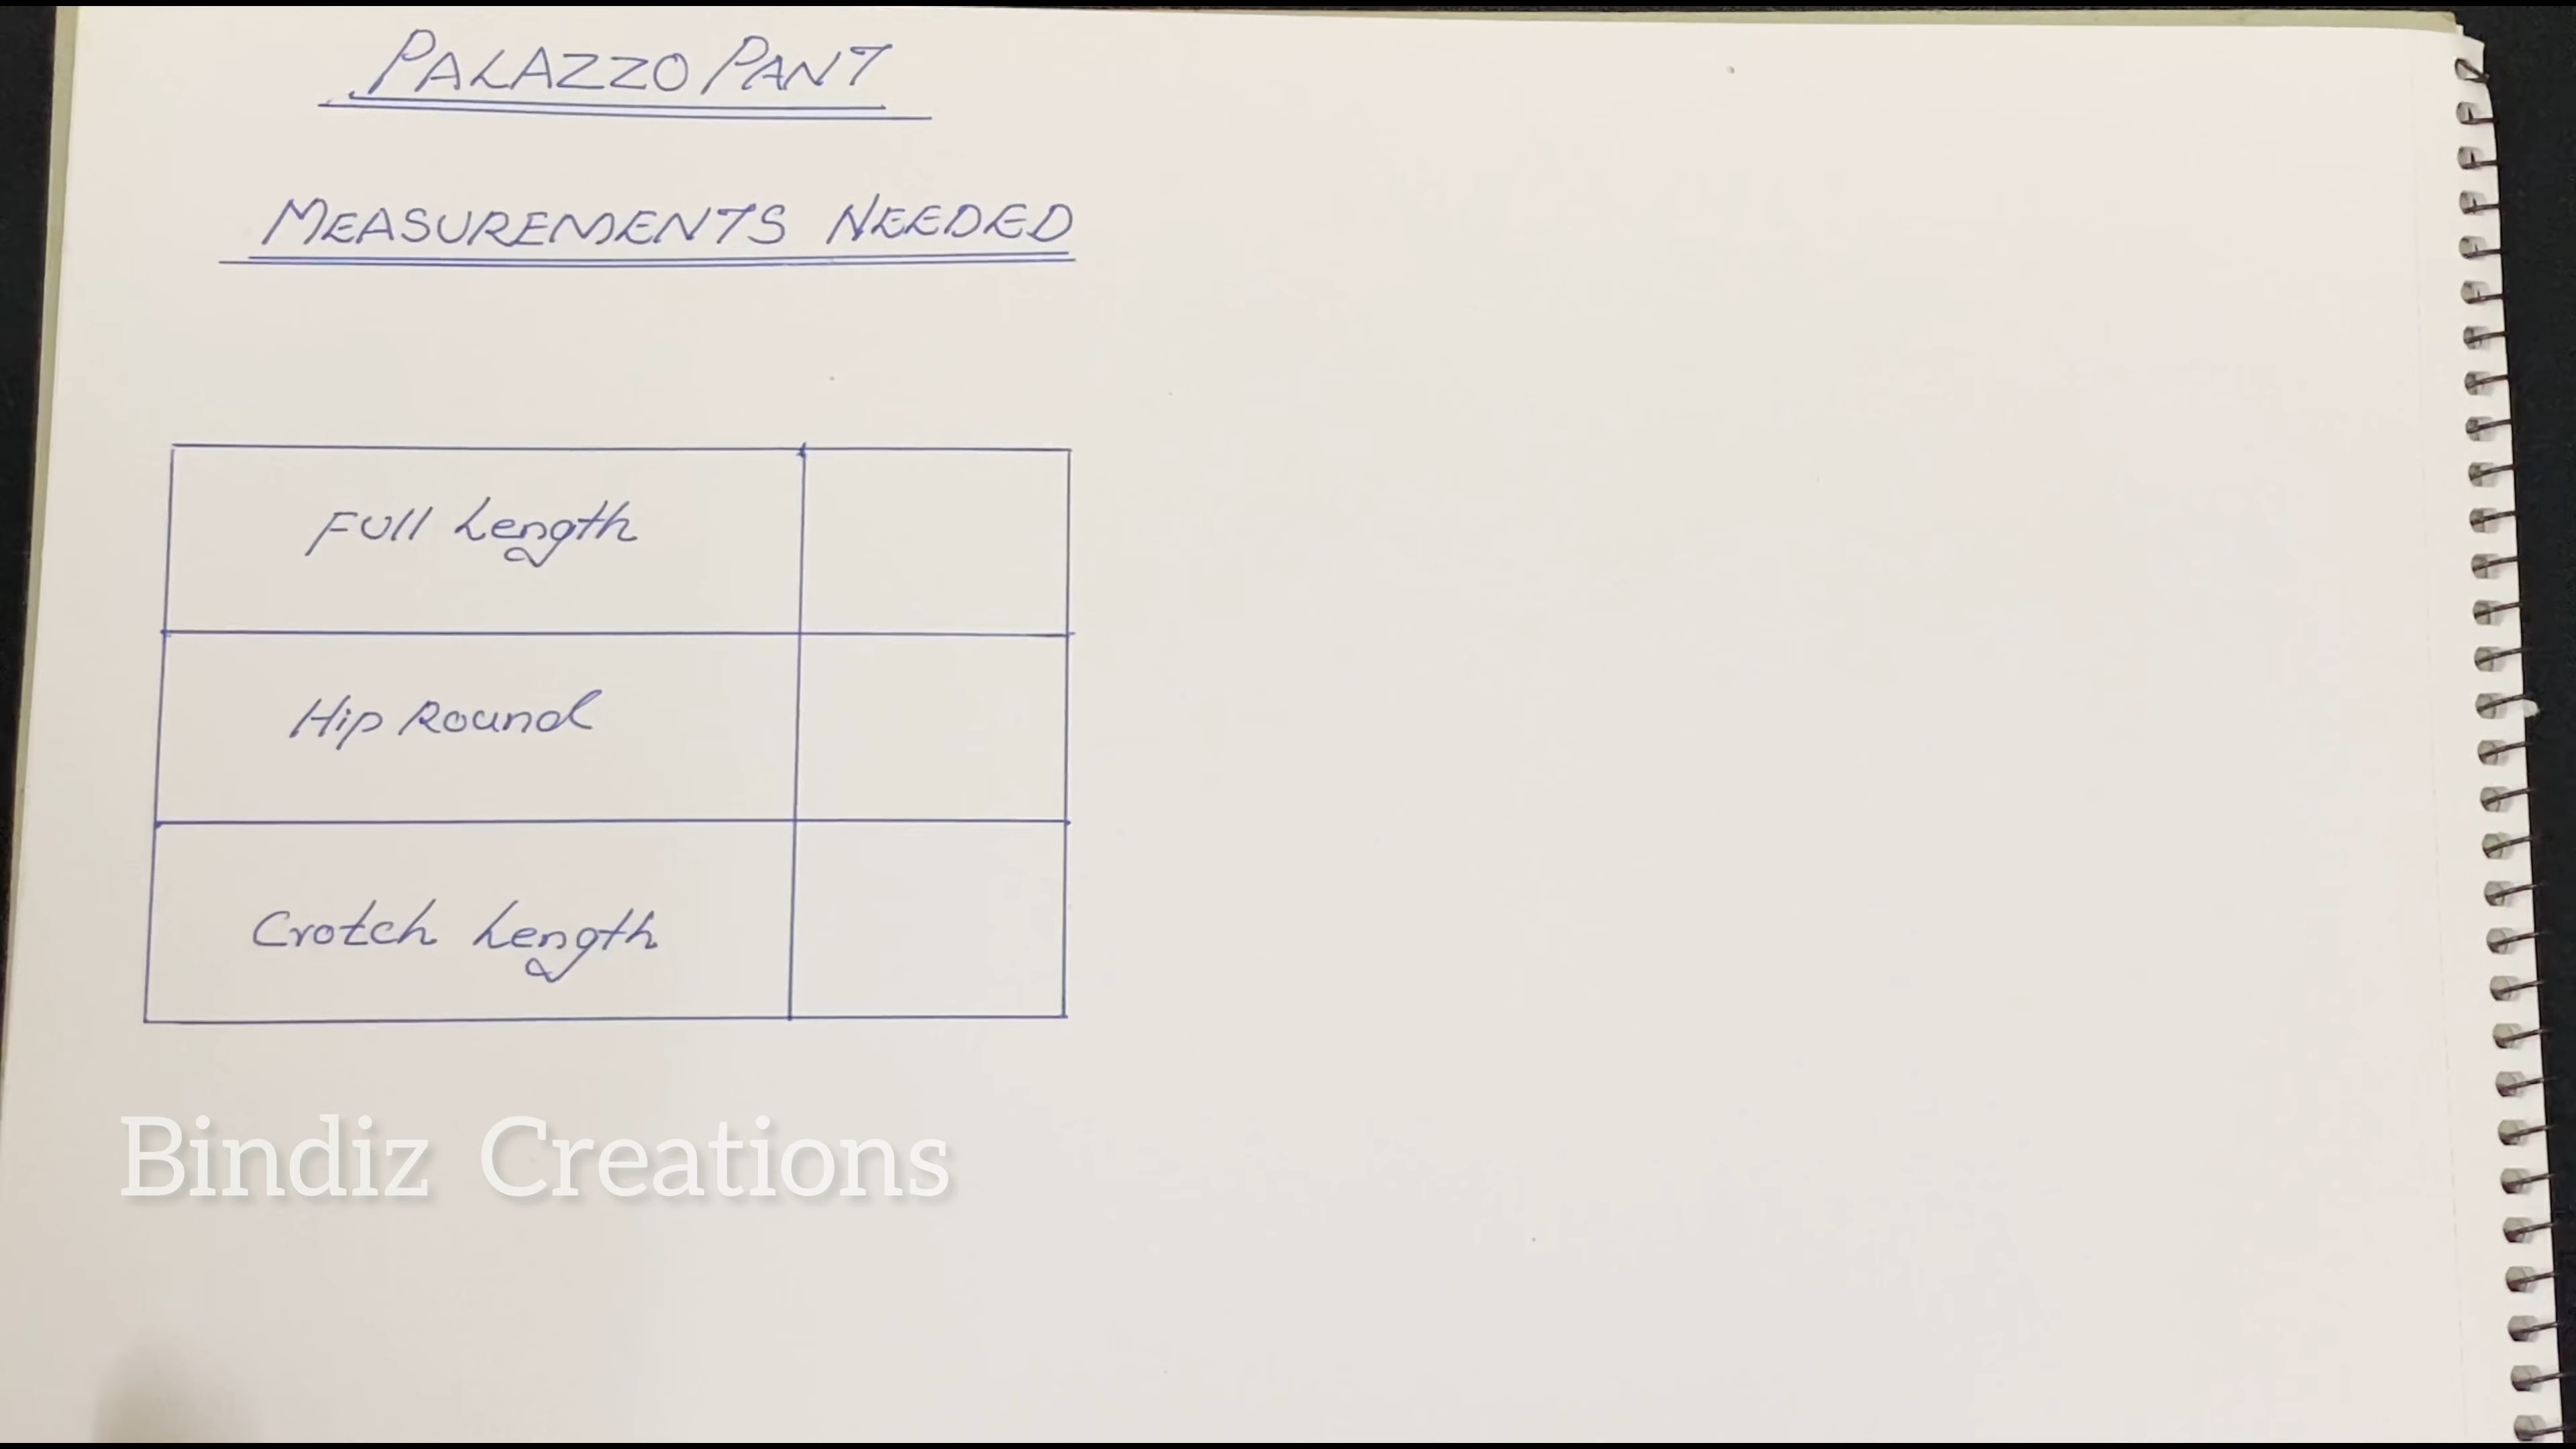 PALAZZO PANT
MEASUREMENTS NEEDED
Full Length
Hip Round
Crotch Length
Bindiz Creations